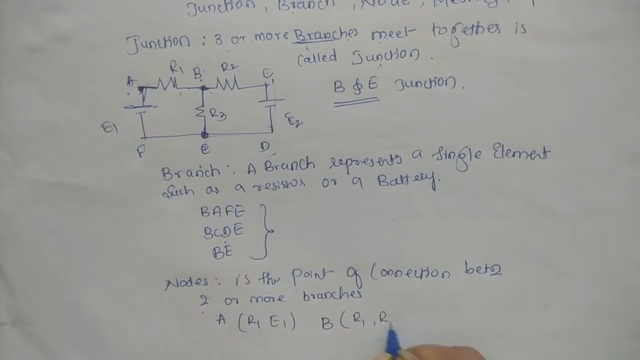 Junction, Branch, Node, Mesh,
Junction : 3 or more Branches meet together is
called Junction.
A R1 B R2 C
B & E Junction.
R3
E1 E2
F E D
Branch : A Branch represents a single Element
Such as a resistor or a Battery.
BAFE
BCDE
BE
Nodes : is the point of Connection betn
2 or more branches
A (R1 E1) B (R1, R